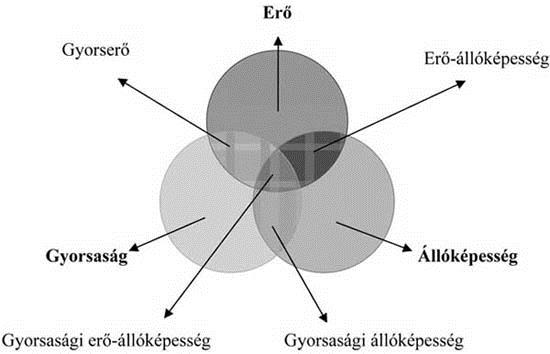 Erő
Gyorserő
Erő-állóképesség
Gyorsaság
Állóképesség
Gyorsasági erő-állóképesség
Gyorsasági állóképesség